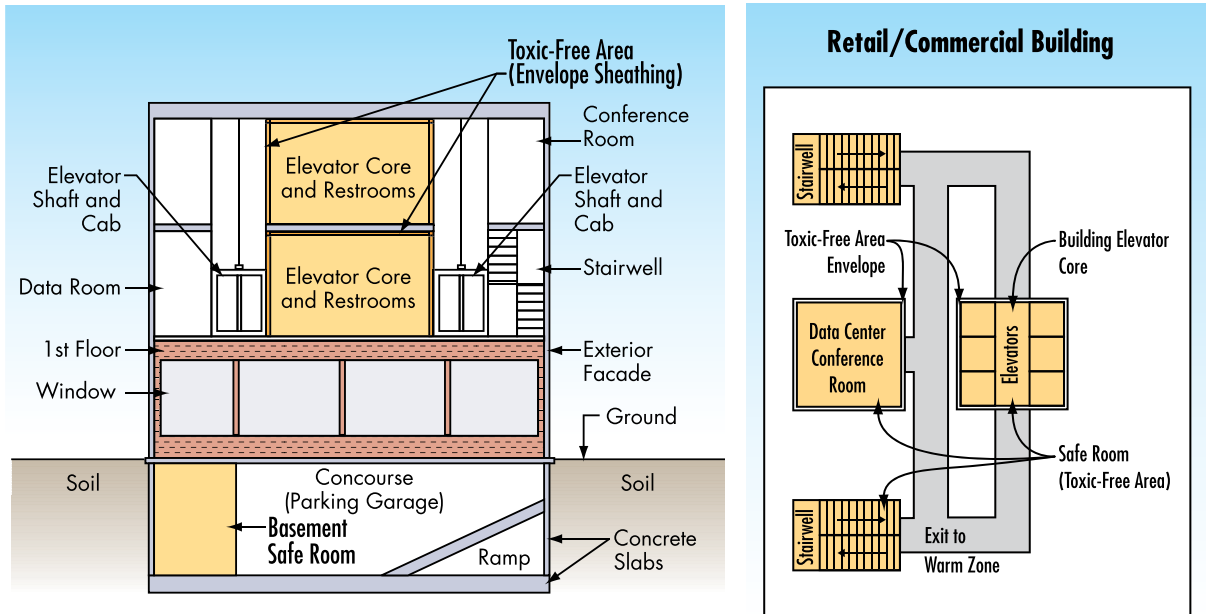 Toxic-Free Area
(Envelope Sheathing)
Conference
Room
Elevator Core
and Restrooms
Elevator
Shaft and
Cab
Elevator
Shaft and
Cab
Elevator Core
and Restrooms
Stairwell
Data Room
1st Floor
Exterior
Facade
Window
Ground
Soil
Concourse
(Parking Garage)
Soil
Basement
Safe Room
Ramp
Concrete
Slabs
Retail/Commercial Building
Stairwell
Toxic-Free Area
Envelope
Building Elevator
Core
Data Center
Conference
Room
Elevators
Safe Room
(Toxic-Free Area)
Stairwell
Exit to
Warm Zone